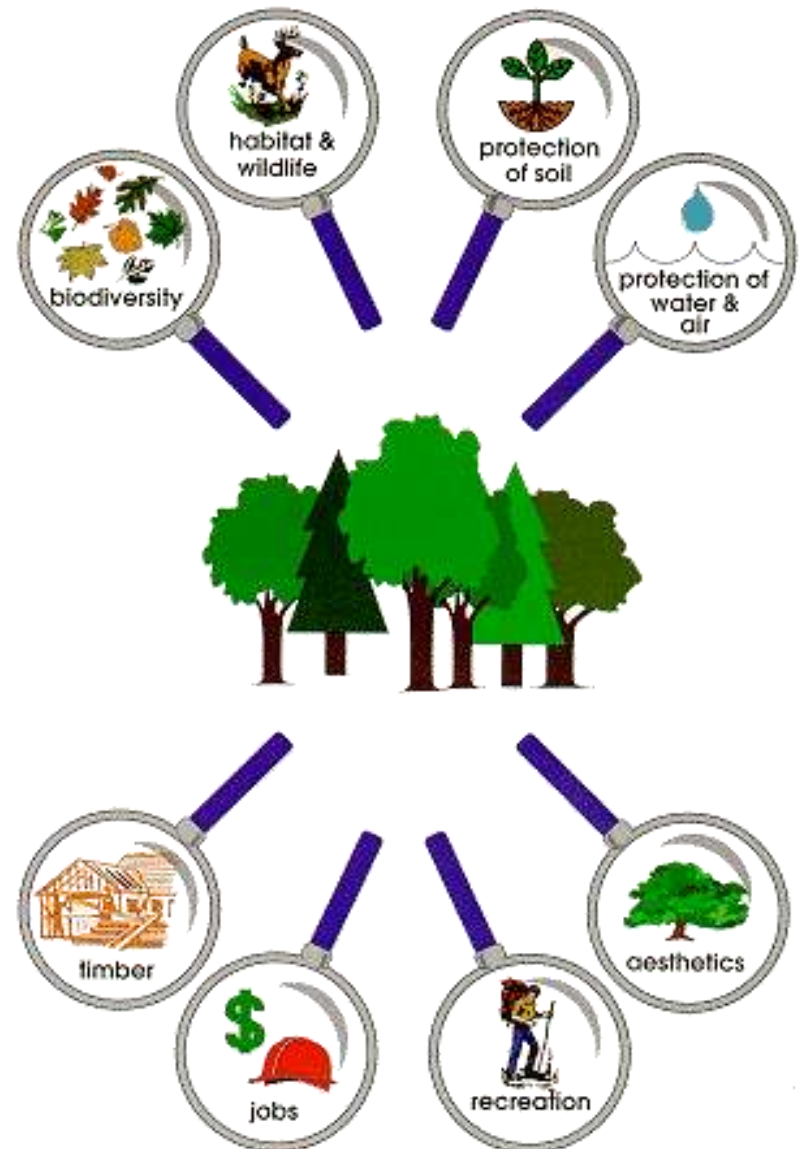 habitat &
wildlife
protection
of soil
biodiversity
protection of
water &
air
timber
aesthetics
jobs
recreation
$